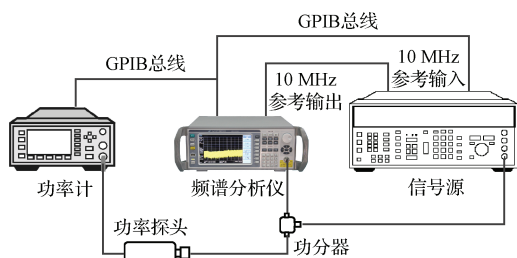 GPIB总线
GPIB总线
10 MHz
参考输入
10 MHz
参考输出
功率计
频谱分析仪
信号源
功率探头
功分器